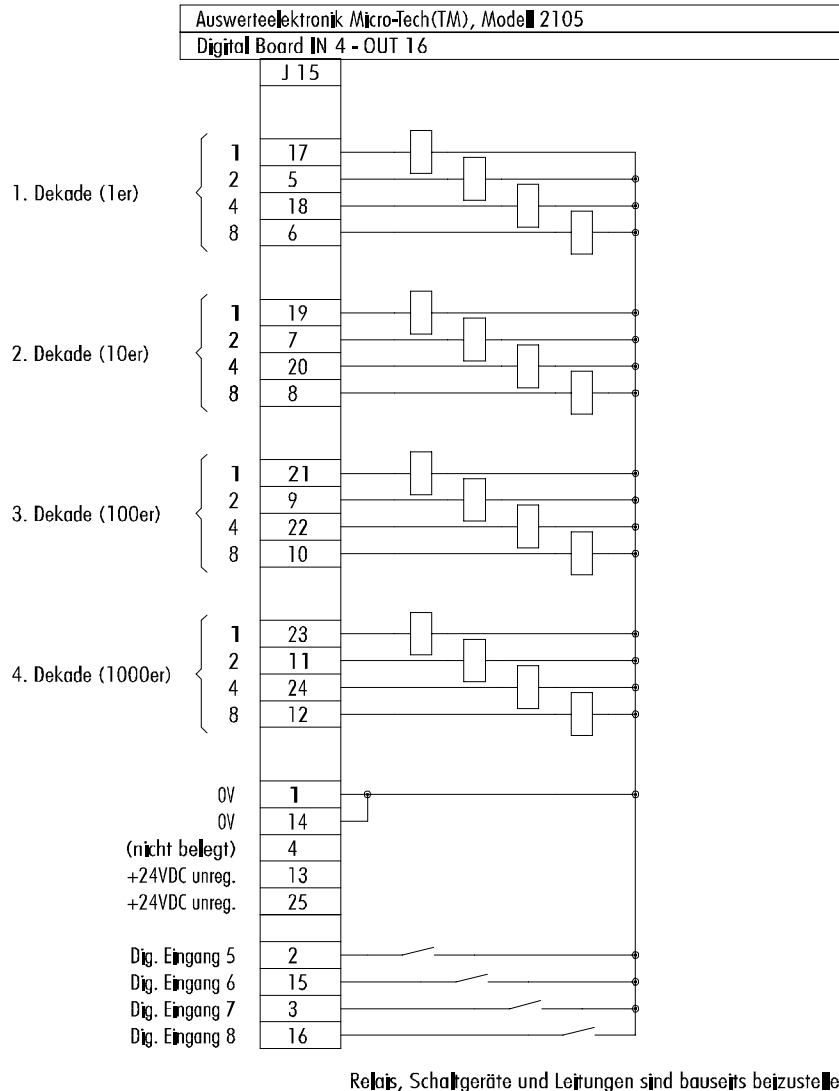 Auswerteelektronik Micro-Tech(TM), Modell 2105
Digital Board IN 4 - OUT 16
J 15
1. Dekade (1er)
1 17
2 5
4 18
8 6
2. Dekade (10er)
1 19
2 7
4 20
8 8
3. Dekade (100er)
1 21
2 9
4 22
8 10
4. Dekade (1000er)
1 23
2 11
4 24
8 12
0V 1
0V 14
(nicht belegt) 4
+24VDC unreg. 13
+24VDC unreg. 25
Dig. Eingang 5 2
Dig. Eingang 6 15
Dig. Eingang 7 3
Dig. Eingang 8 16
Relais, Schaltgeräte und Leitungen sind bauseits beizustelle